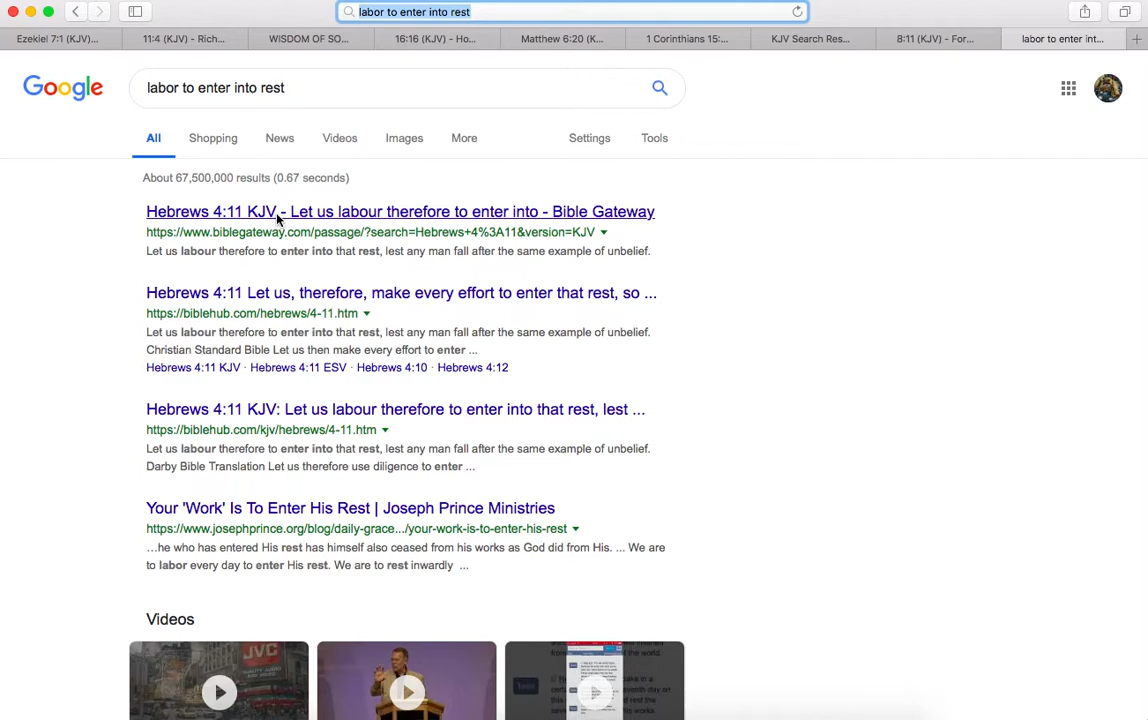 labor to enter into rest
Ezekiel 7:1 (KJV)...
11:4 (KJV) - Rich...
WISDOM OF SO...
16:16 (KJV) - Ho...
Matthew 6:20 (K...
1 Corinthians 15:...
KJV Search Res...
8:11 (KJV) - For...
labor to enter int...
Google
labor to enter into rest
All
Shopping
News
Videos
Images
More
Settings
Tools
About 67,500,000 results (0.67 seconds)
Hebrews 4:11 KJV - Let us labour therefore to enter into - Bible Gateway
https://www.biblegateway.com/passage/?search=Hebrews+4%3A11&version=KJV
Let us labour therefore to enter into that rest, lest any man fall after the same example of unbelief.
Hebrews 4:11 Let us, therefore, make every effort to enter that rest, so ...
https://biblehub.com/hebrews/4-11.htm
Let us labour therefore to enter into that rest, lest any man fall after the same example of unbelief.
Christian Standard Bible Let us then make every effort to enter ...
Hebrews 4:11 KJV · Hebrews 4:11 ESV · Hebrews 4:10 · Hebrews 4:12
Hebrews 4:11 KJV: Let us labour therefore to enter into that rest, lest ...
https://biblehub.com/kjv/hebrews/4-11.htm
Let us labour therefore to enter into that rest, lest any man fall after the same example of unbelief.
Darby Bible Translation Let us therefore use diligence to enter ...
Your 'Work' Is To Enter His Rest | Joseph Prince Ministries
https://www.josephprince.org/blog/daily-grace.../your-work-is-to-enter-his-rest
...he who has entered His rest has himself also ceased from his works as God did from His. ... We are
to labor every day to enter His rest. We are to rest inwardly ...
Videos
JVC